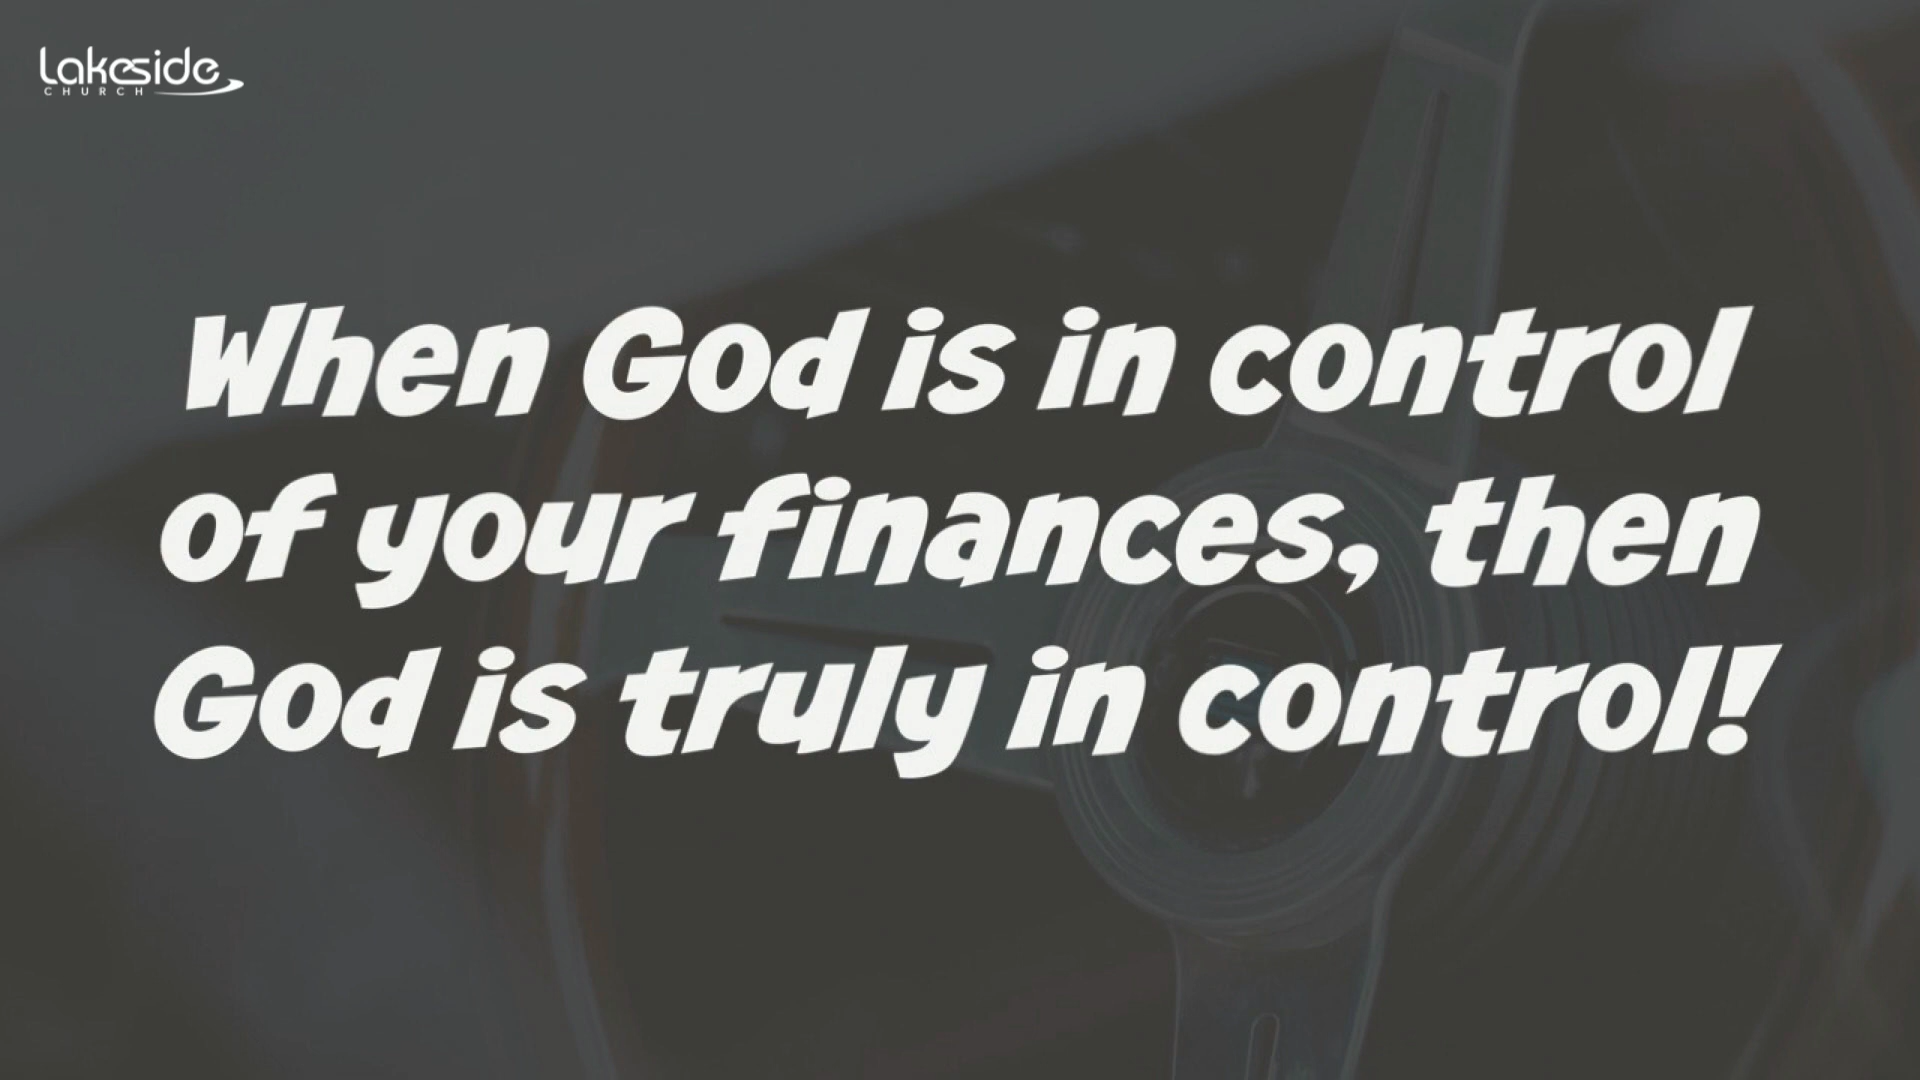 Lakeside
CHURCH
When God is in control
of your finances, then
God is truly in control!